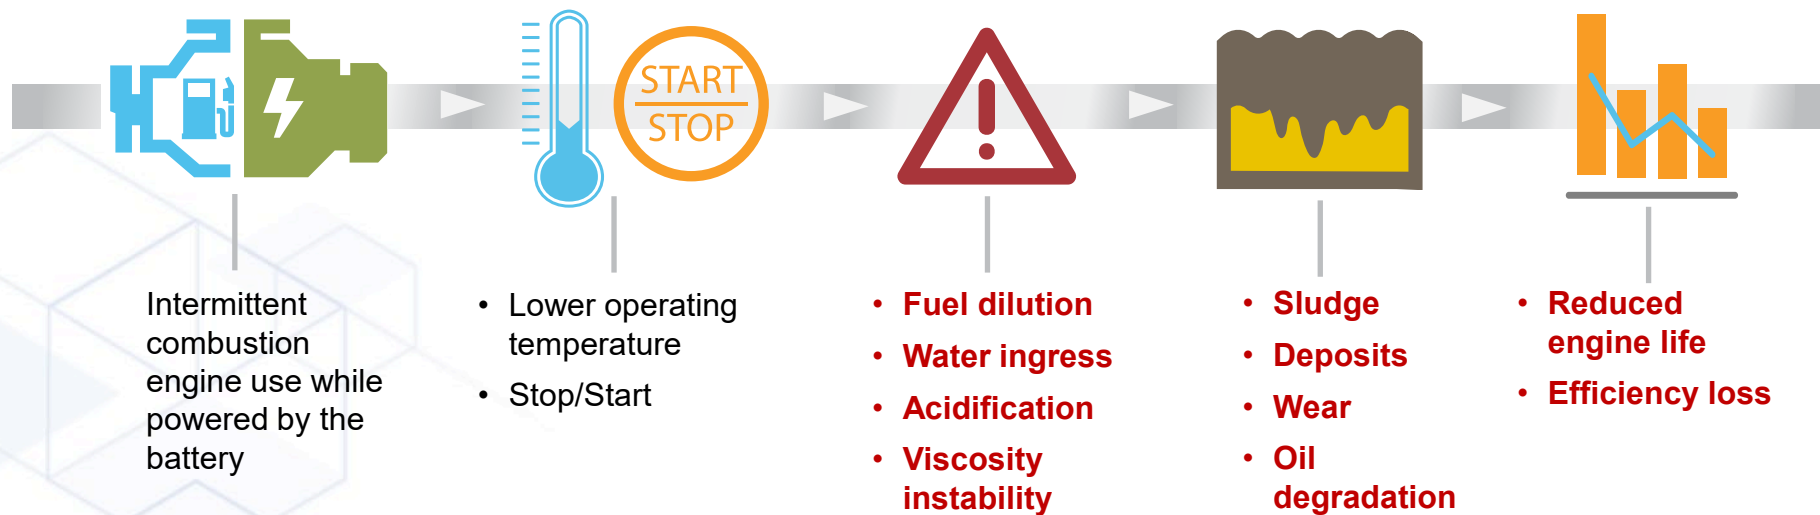 START
STOP
Intermittent
combustion
engine use while
powered by the
battery
• Lower operating
temperature
• Stop/Start
• Fuel dilution
• Water ingress
• Acidification
• Viscosity
instability
• Sludge
• Deposits
• Wear
• Oil
degradation
• Reduced
engine life
• Efficiency loss